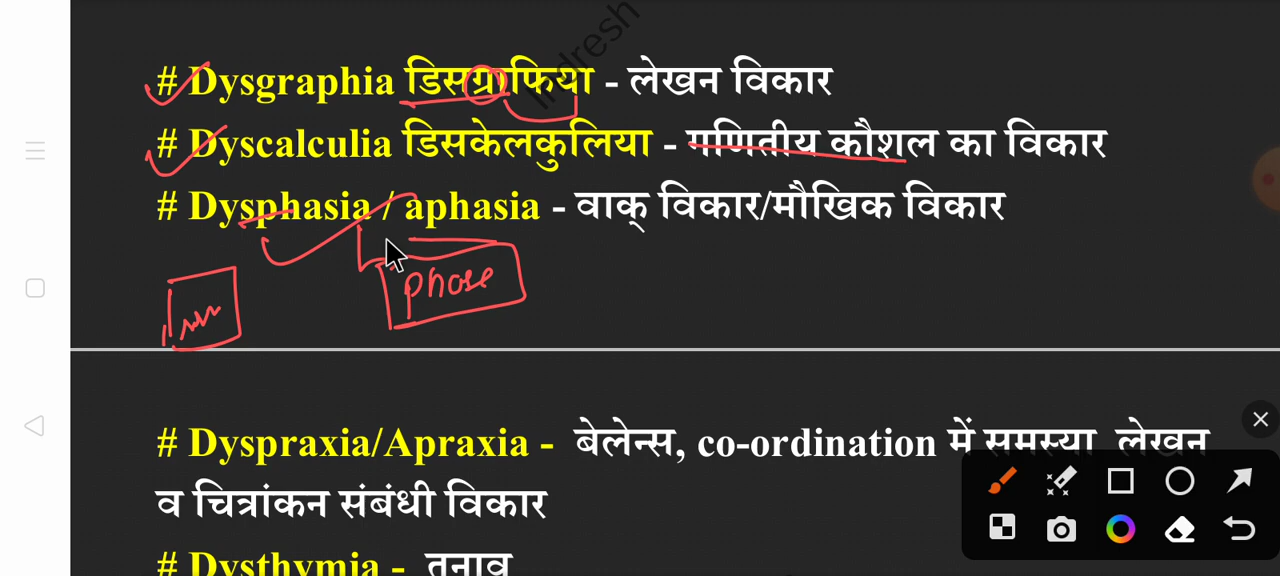 Indresh
# Dysgraphia डिसग्राफिया - लेखन विकार
# Dyscalculia डिसकेलकुलिया - गणितीय कौशल का विकार
# Dysphasia / aphasia - वाक् विकार/मौखिक विकार
phase
# Dyspraxia/Apraxia - बेलेन्स, co-ordination में समस्या, लेखन
व चित्रांकन संबंधी विकार
# Dysthymia - तनाव